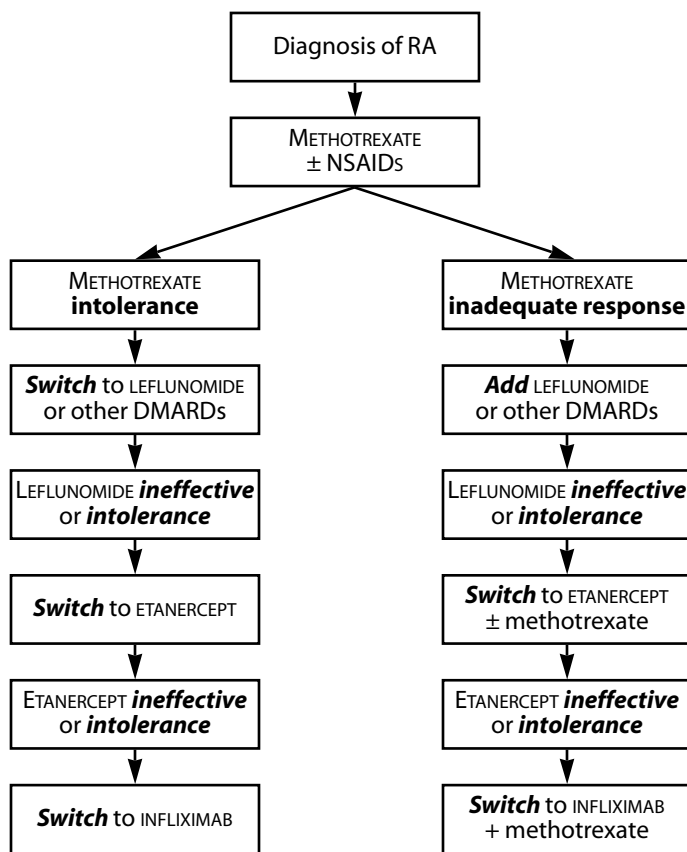 Diagnosis of RA
METHOTREXATE
± NSAIDS
METHOTREXATE
intolerance
Switch to LEFLUNOMIDE
or other DMARDs
LEFLUNOMIDE ineffective
or intolerance
Switch to ETANERCEPT
ETANERCEPT ineffective
or intolerance
Switch to INFLIXIMAB
METHOTREXATE
inadequate response
Add LEFLUNOMIDE
or other DMARDs
LEFLUNOMIDE ineffective
or intolerance
Switch to ETANERCEPT
± methotrexate
ETANERCEPT ineffective
or intolerance
Switch to INFLIXIMAB
+ methotrexate